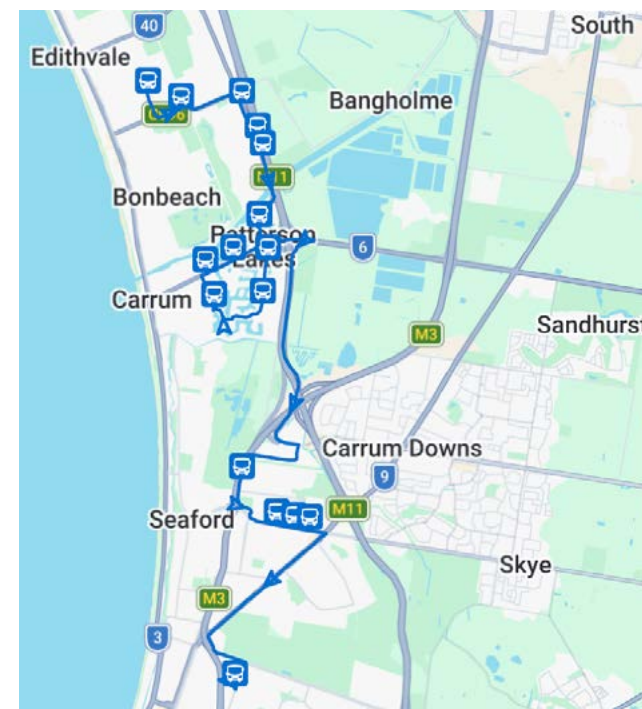 South
40
Edithvale
Bangholme
M11
Bonbeach
Patterson
Lakes
6
Carrum
Sandhurst
M3
Carrum Downs
9
M11
Seaford
Skye
M3
3